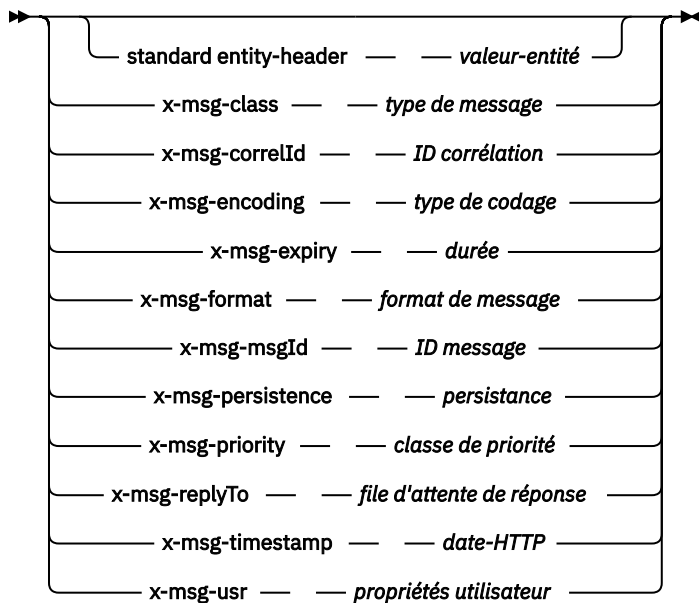 standard entity-header valeur-entité
x-msg-class type de message
x-msg-correlId ID corrélation
x-msg-encoding type de codage
x-msg-expiry durée
x-msg-format format de message
x-msg-msgId ID message
x-msg-persistence persistance
x-msg-priority classe de priorité
x-msg-replyTo file d'attente de réponse
x-msg-timestamp date-HTTP
x-msg-usr propriétés utilisateur